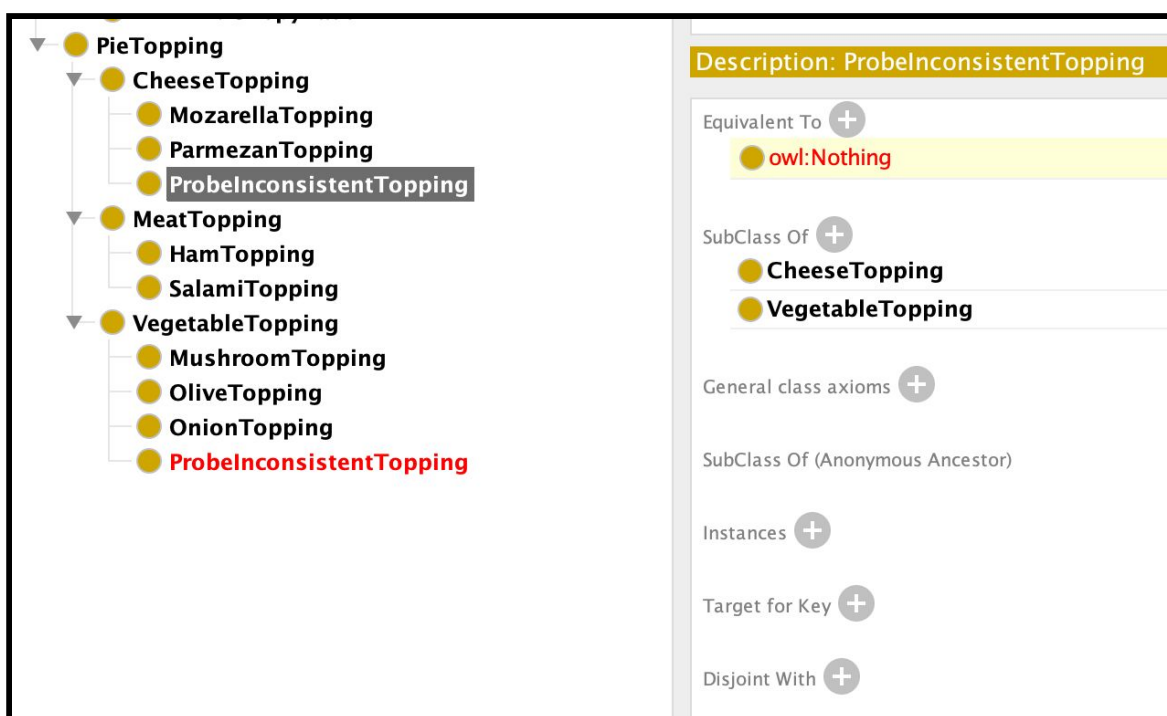 PieTopping
CheeseTopping
MozarellaTopping
ParmezanTopping
ProbeInconsistentTopping
MeatTopping
HamTopping
SalamiTopping
VegetableTopping
MushroomTopping
OliveTopping
OnionTopping
ProbeInconsistentTopping
Description: ProbeInconsistentTopping
Equivalent To
owl:Nothing
SubClass Of
CheeseTopping
VegetableTopping
General class axioms
SubClass Of (Anonymous Ancestor)
Instances
Target for Key
Disjoint With